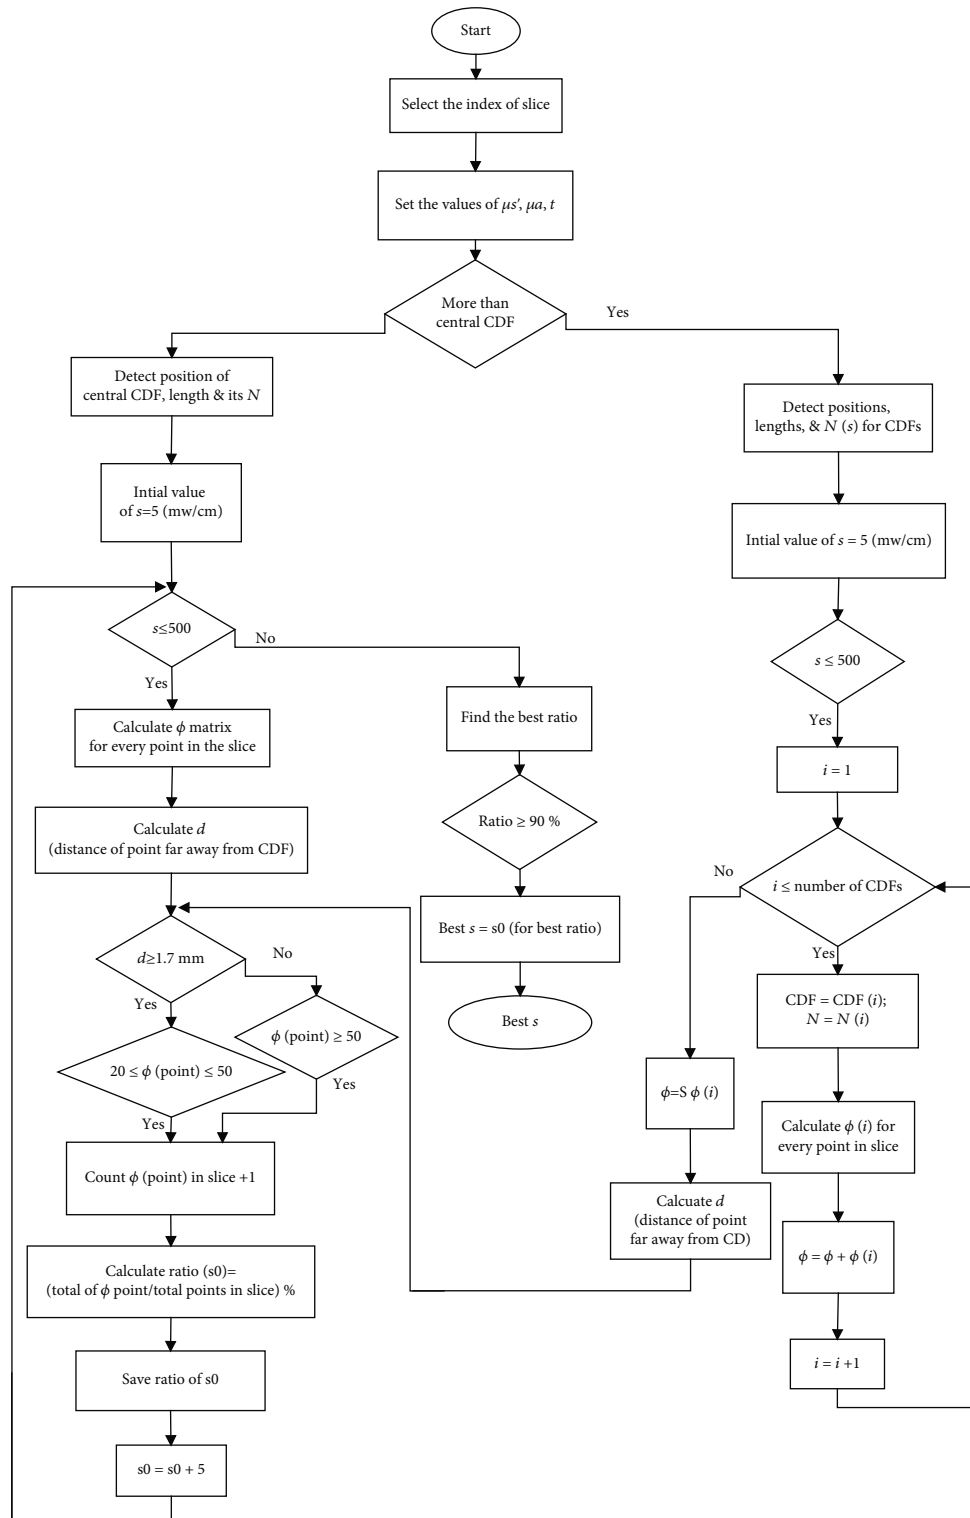 Start
Select the index of slice
Set the values of μs′, μa, t
More than
central CDF
Yes
Detect position of
central CDF, length & its N
Intial value
of s=5 (mw/cm)
s≤500
No
Yes
Calculate ϕ matrix
for every point in the slice
Calculate d
(distance of point far away from CDF)
d≥1.7 mm
No
Yes
ϕ (point) ≥ 50
Yes
20 ≤ ϕ (point) ≤ 50
Yes
Count ϕ (point) in slice +1
Calculate ratio (s0)=
(total of ϕ point/total points in slice) %
Save ratio of s0
s0 = s0 + 5
Find the best ratio
Ratio ≥ 90 %
Best s = s0 (for best ratio)
Best s
Detect positions,
lengths, & N (s) for CDFs
Intial value of s = 5 (mw/cm)
s ≤ 500
Yes
i = 1
i ≤ number of CDFs
No
Yes
CDF = CDF (i);
N = N (i)
Calculate ϕ (i) for
every point in slice
ϕ = ϕ + ϕ (i)
i = i +1
ϕ=S ϕ (i)
Calcuate d
(distance of point
far away from CD)